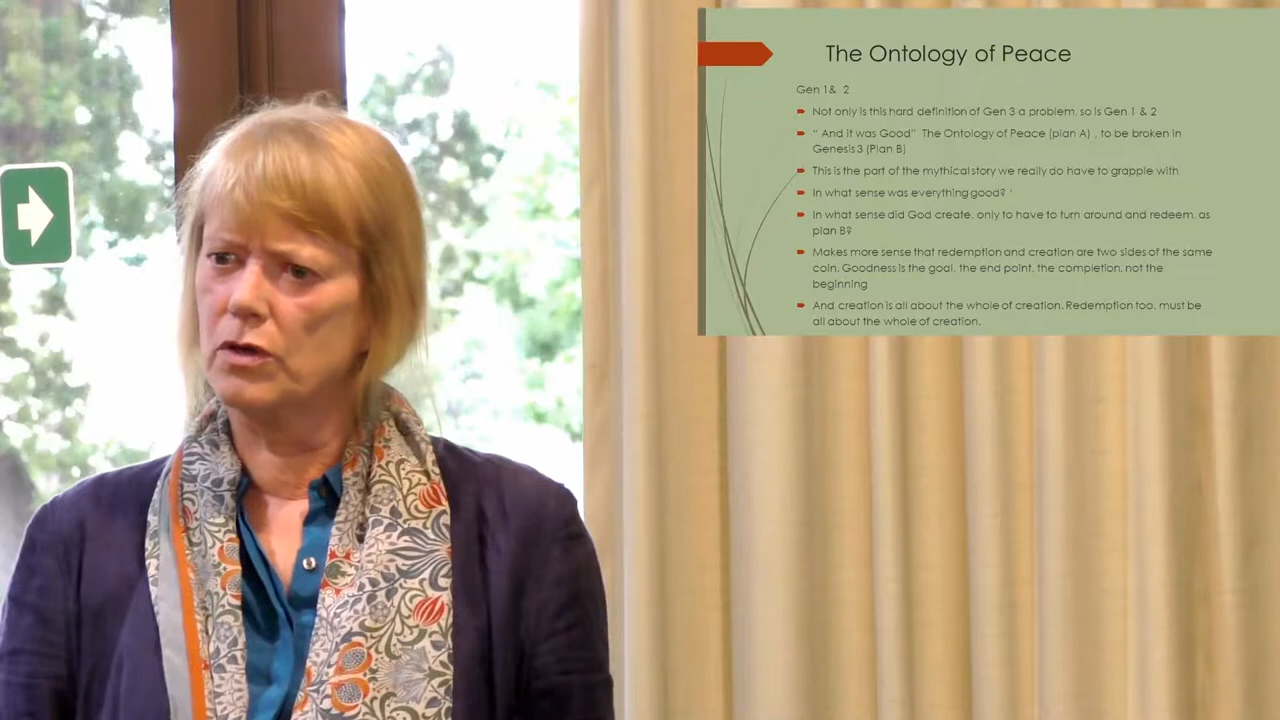 The Ontology of Peace
Gen 1& 2
Not only is this hard definition of Gen 3 a problem, so is Gen 1 & 2
" And it was Good" The Ontology of Peace (plan A) , to be broken in
Genesis 3 (Plan B)
This is the part of the mythical story we really do have to grapple with
In what sense was everything good? '
In what sense did God create, only to have to turn around and redeem, as
plan B?
Makes more sense that redemption and creation are two sides of the same
coin. Goodness is the goal, the end point, the completion, not the
beginning
And creation is all about the whole of creation. Redemption too, must be
all about the whole of creation.